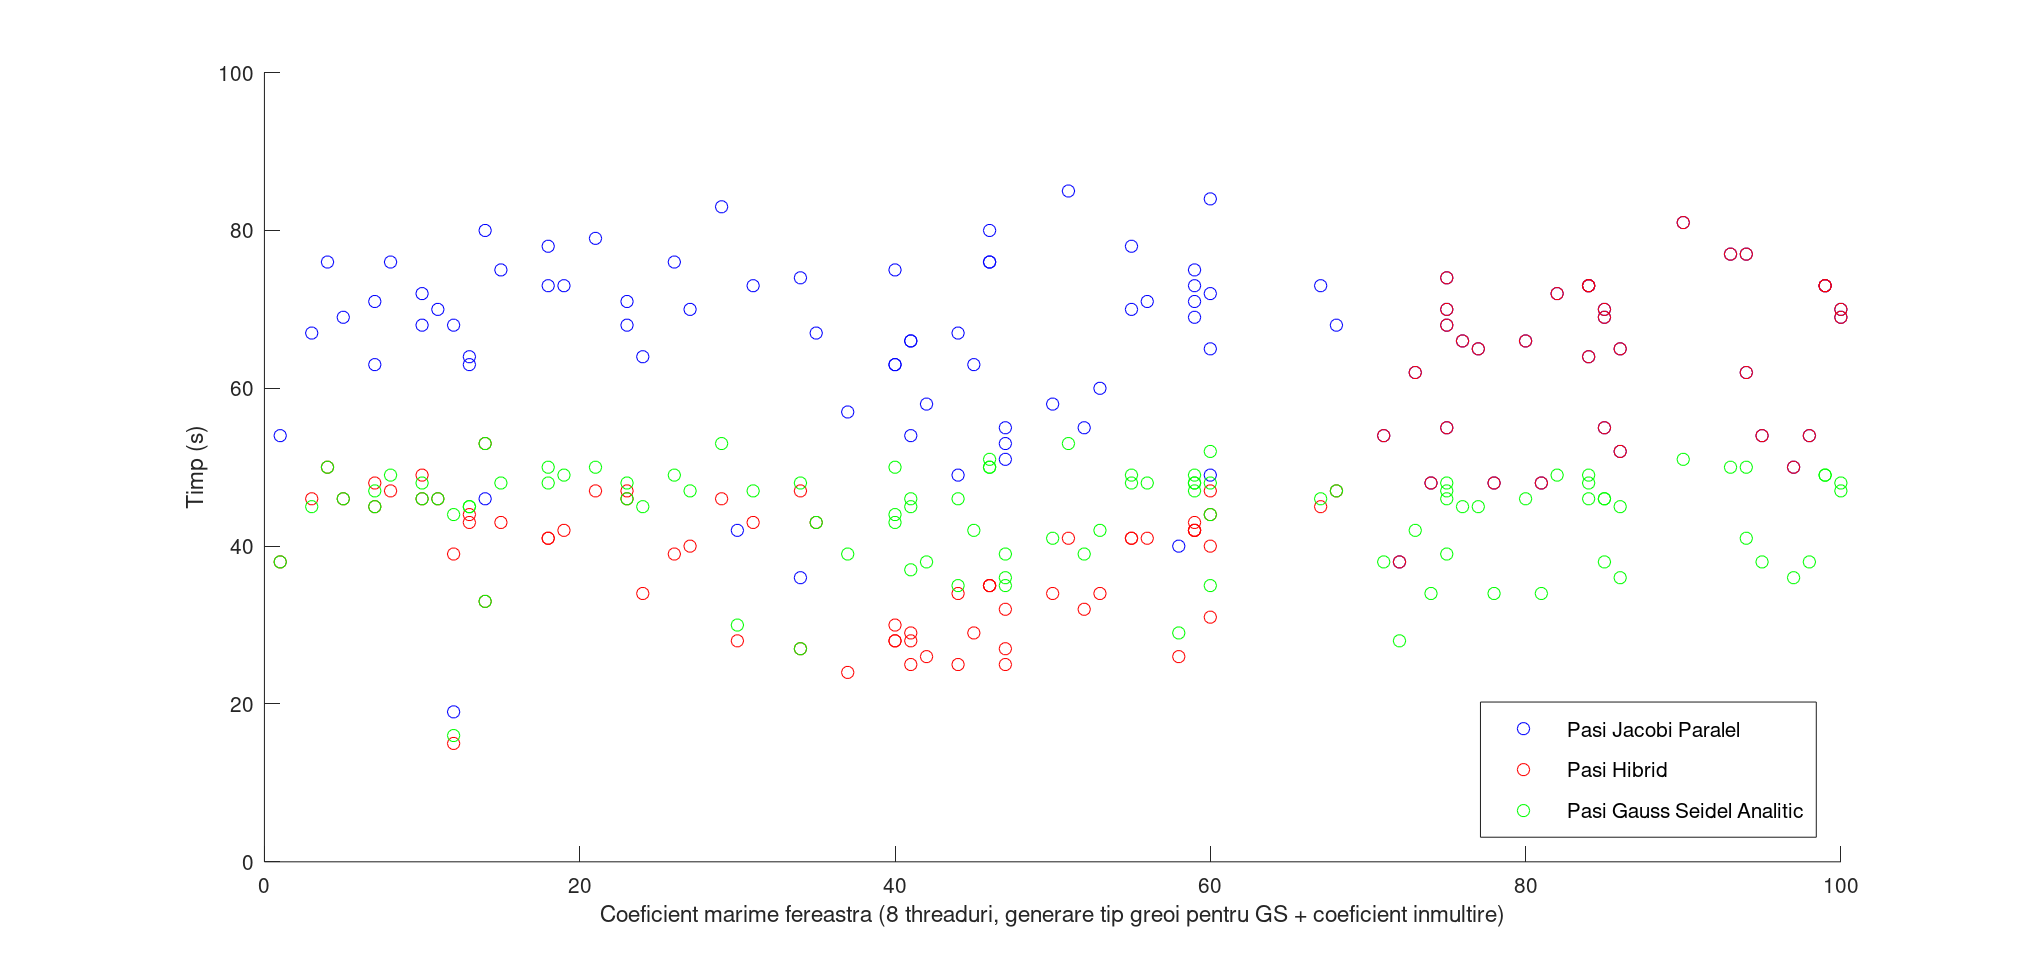 100
80
60
40
20
0
Timp (s)
0 20 40 60 80 100
Coeficient marime fereastra (8 threaduri, generare tip greoi pentru GS + coeficient inmultire)
Pasi Jacobi Paralel
Pasi Hibrid
Pasi Gauss Seidel Analitic